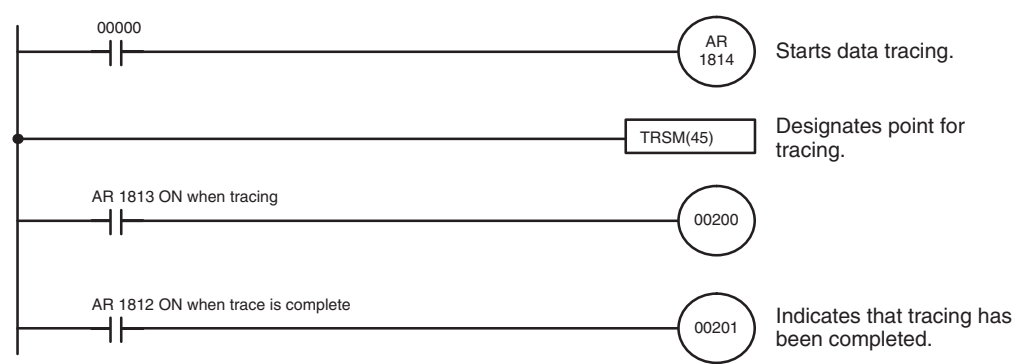 00000
AR
1814
Starts data tracing.
TRSM(45)
Designates point for
tracing.
AR 1813 ON when tracing
00200
AR 1812 ON when trace is complete
00201
Indicates that tracing has
been completed.